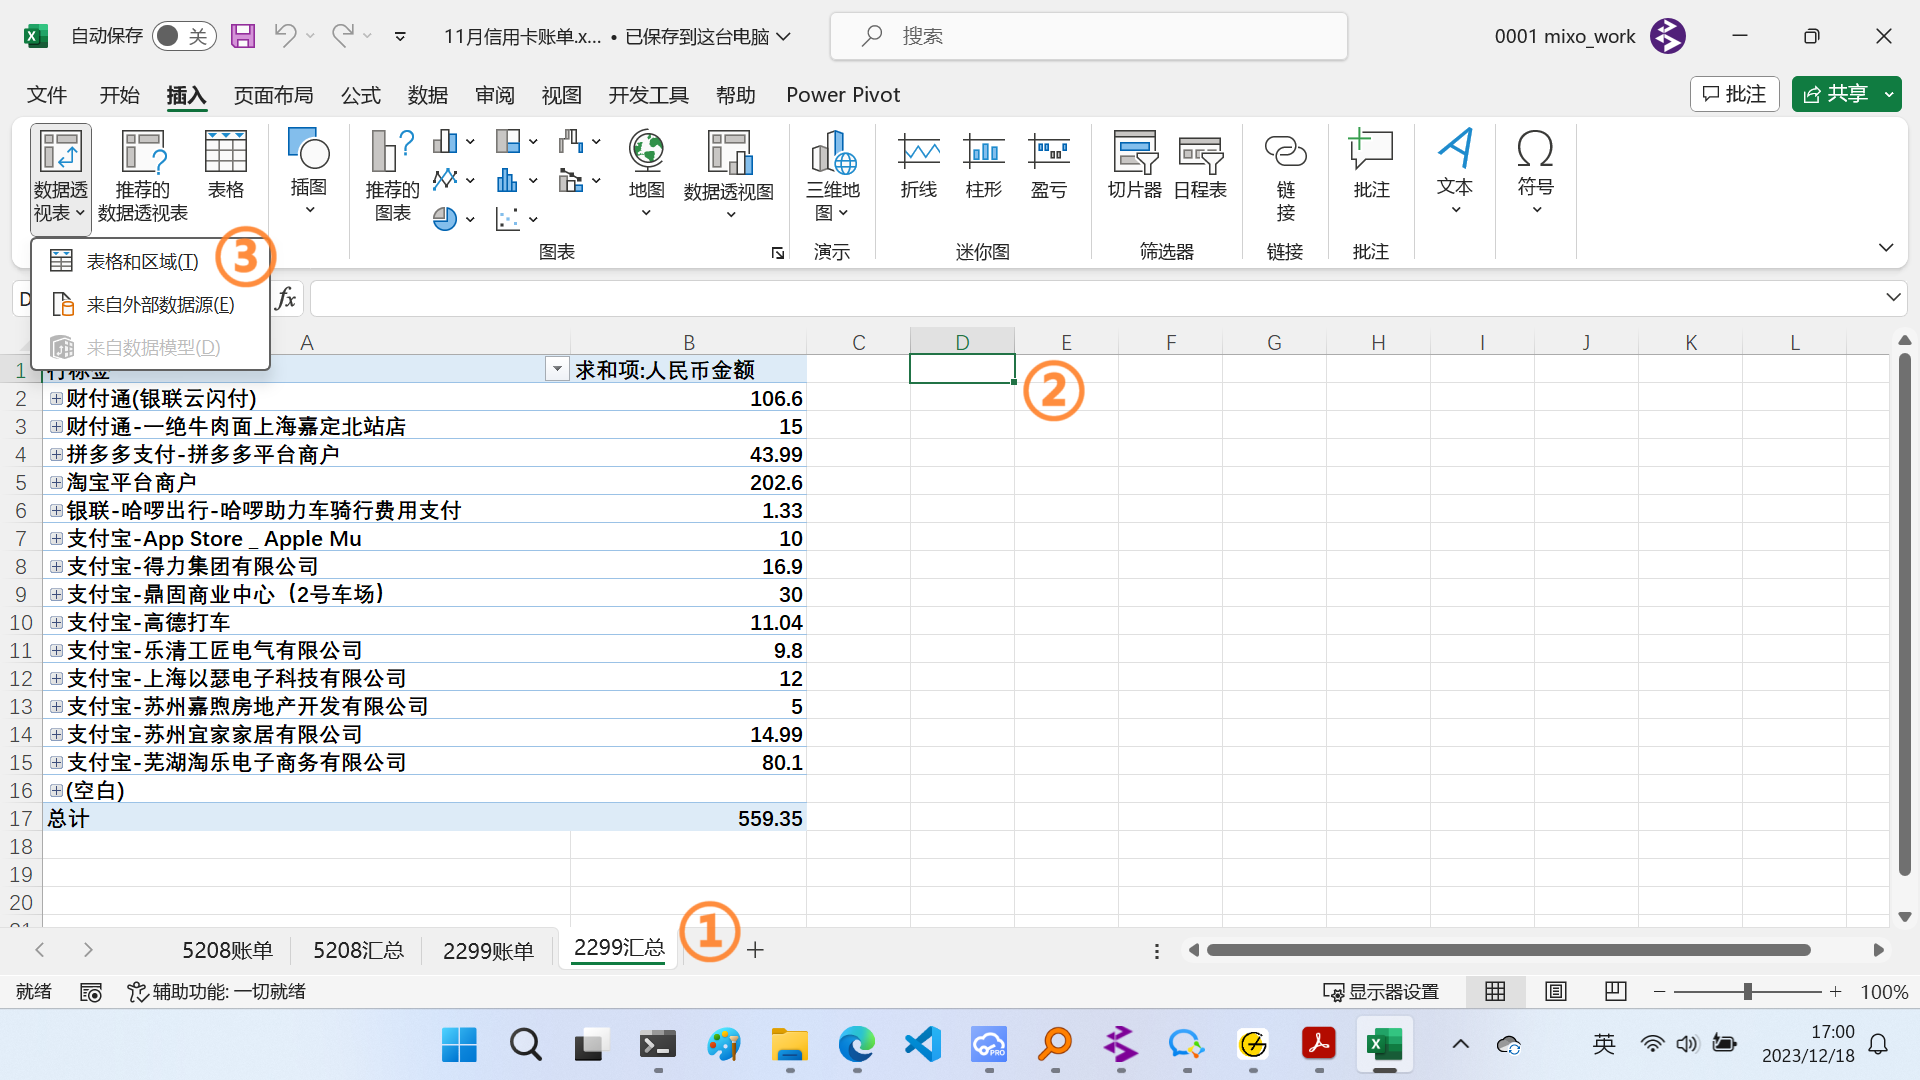 自动保存 关 11月信用卡账单.x... • 已保存到这台电脑 搜索 0001 mixo_work
文件 开始 插入 页面布局 公式 数据 审阅 视图 开发工具 帮助 Power Pivot 批注 共享
数据透视表 推荐的数据透视表 表格 插图 推荐的图表 地图 数据透视图 三维地图 折线 柱形 盈亏 切片器 日程表 链接 批注 文本 符号
图表 演示 迷你图 筛选器 链接 批注
表格和区域(T) ③
来自外部数据源(E)
来自数据模型(D)
D fx
A B C D E F G H I J K L
1 行标签 求和项:人民币金额 ②
2 财付通(银联云闪付) 106.6
3 财付通-一绝牛肉面上海嘉定北站店 15
4 拼多多支付-拼多多平台商户 43.99
5 淘宝平台商户 202.6
6 银联-哈啰出行-哈啰助力车骑行费用支付 1.33
7 支付宝-App Store _ Apple Mu 10
8 支付宝-得力集团有限公司 16.9
9 支付宝-鼎固商业中心（2号车场） 30
10 支付宝-高德打车 11.04
11 支付宝-乐清工匠电气有限公司 9.8
12 支付宝-上海以瑟电子科技有限公司 12
13 支付宝-苏州嘉煦房地产开发有限公司 5
14 支付宝-苏州宜家家居有限公司 14.99
15 支付宝-芜湖淘乐电子商务有限公司 80.1
16 (空白)
17 总计 559.35
18
19
20
5208账单 5208汇总 2299账单 2299汇总 ①
就绪 辅助功能: 一切就绪 显示器设置 100%
PRO 英 17:00
2023/12/18